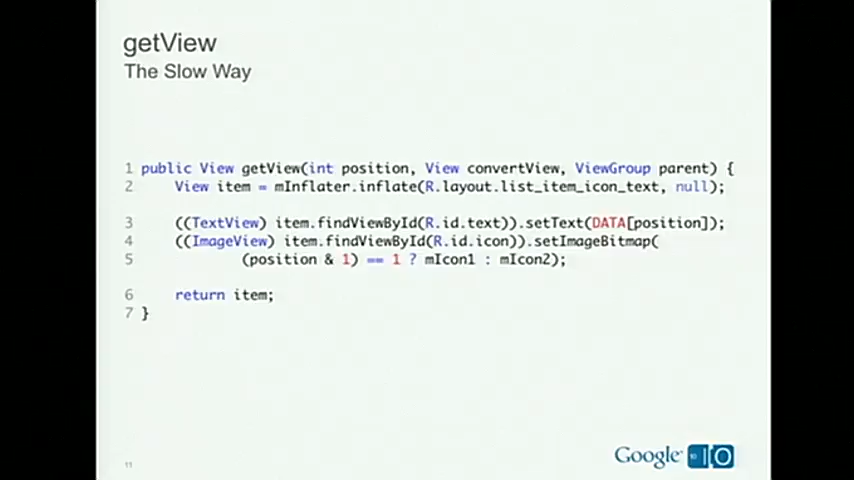 getView
The Slow Way
1 public View getView(int position, View convertView, ViewGroup parent) {
2     View item = mInflater.inflate(R.layout.list_item_icon_text, null);
3     ((TextView) item.findViewById(R.id.text)).setText(DATA[position]);
4     ((ImageView) item.findViewById(R.id.icon)).setImageBitmap(
5             (position & 1) == 1 ? mIcon1 : mIcon2);
6     return item;
7 }
11
Google 10 IO